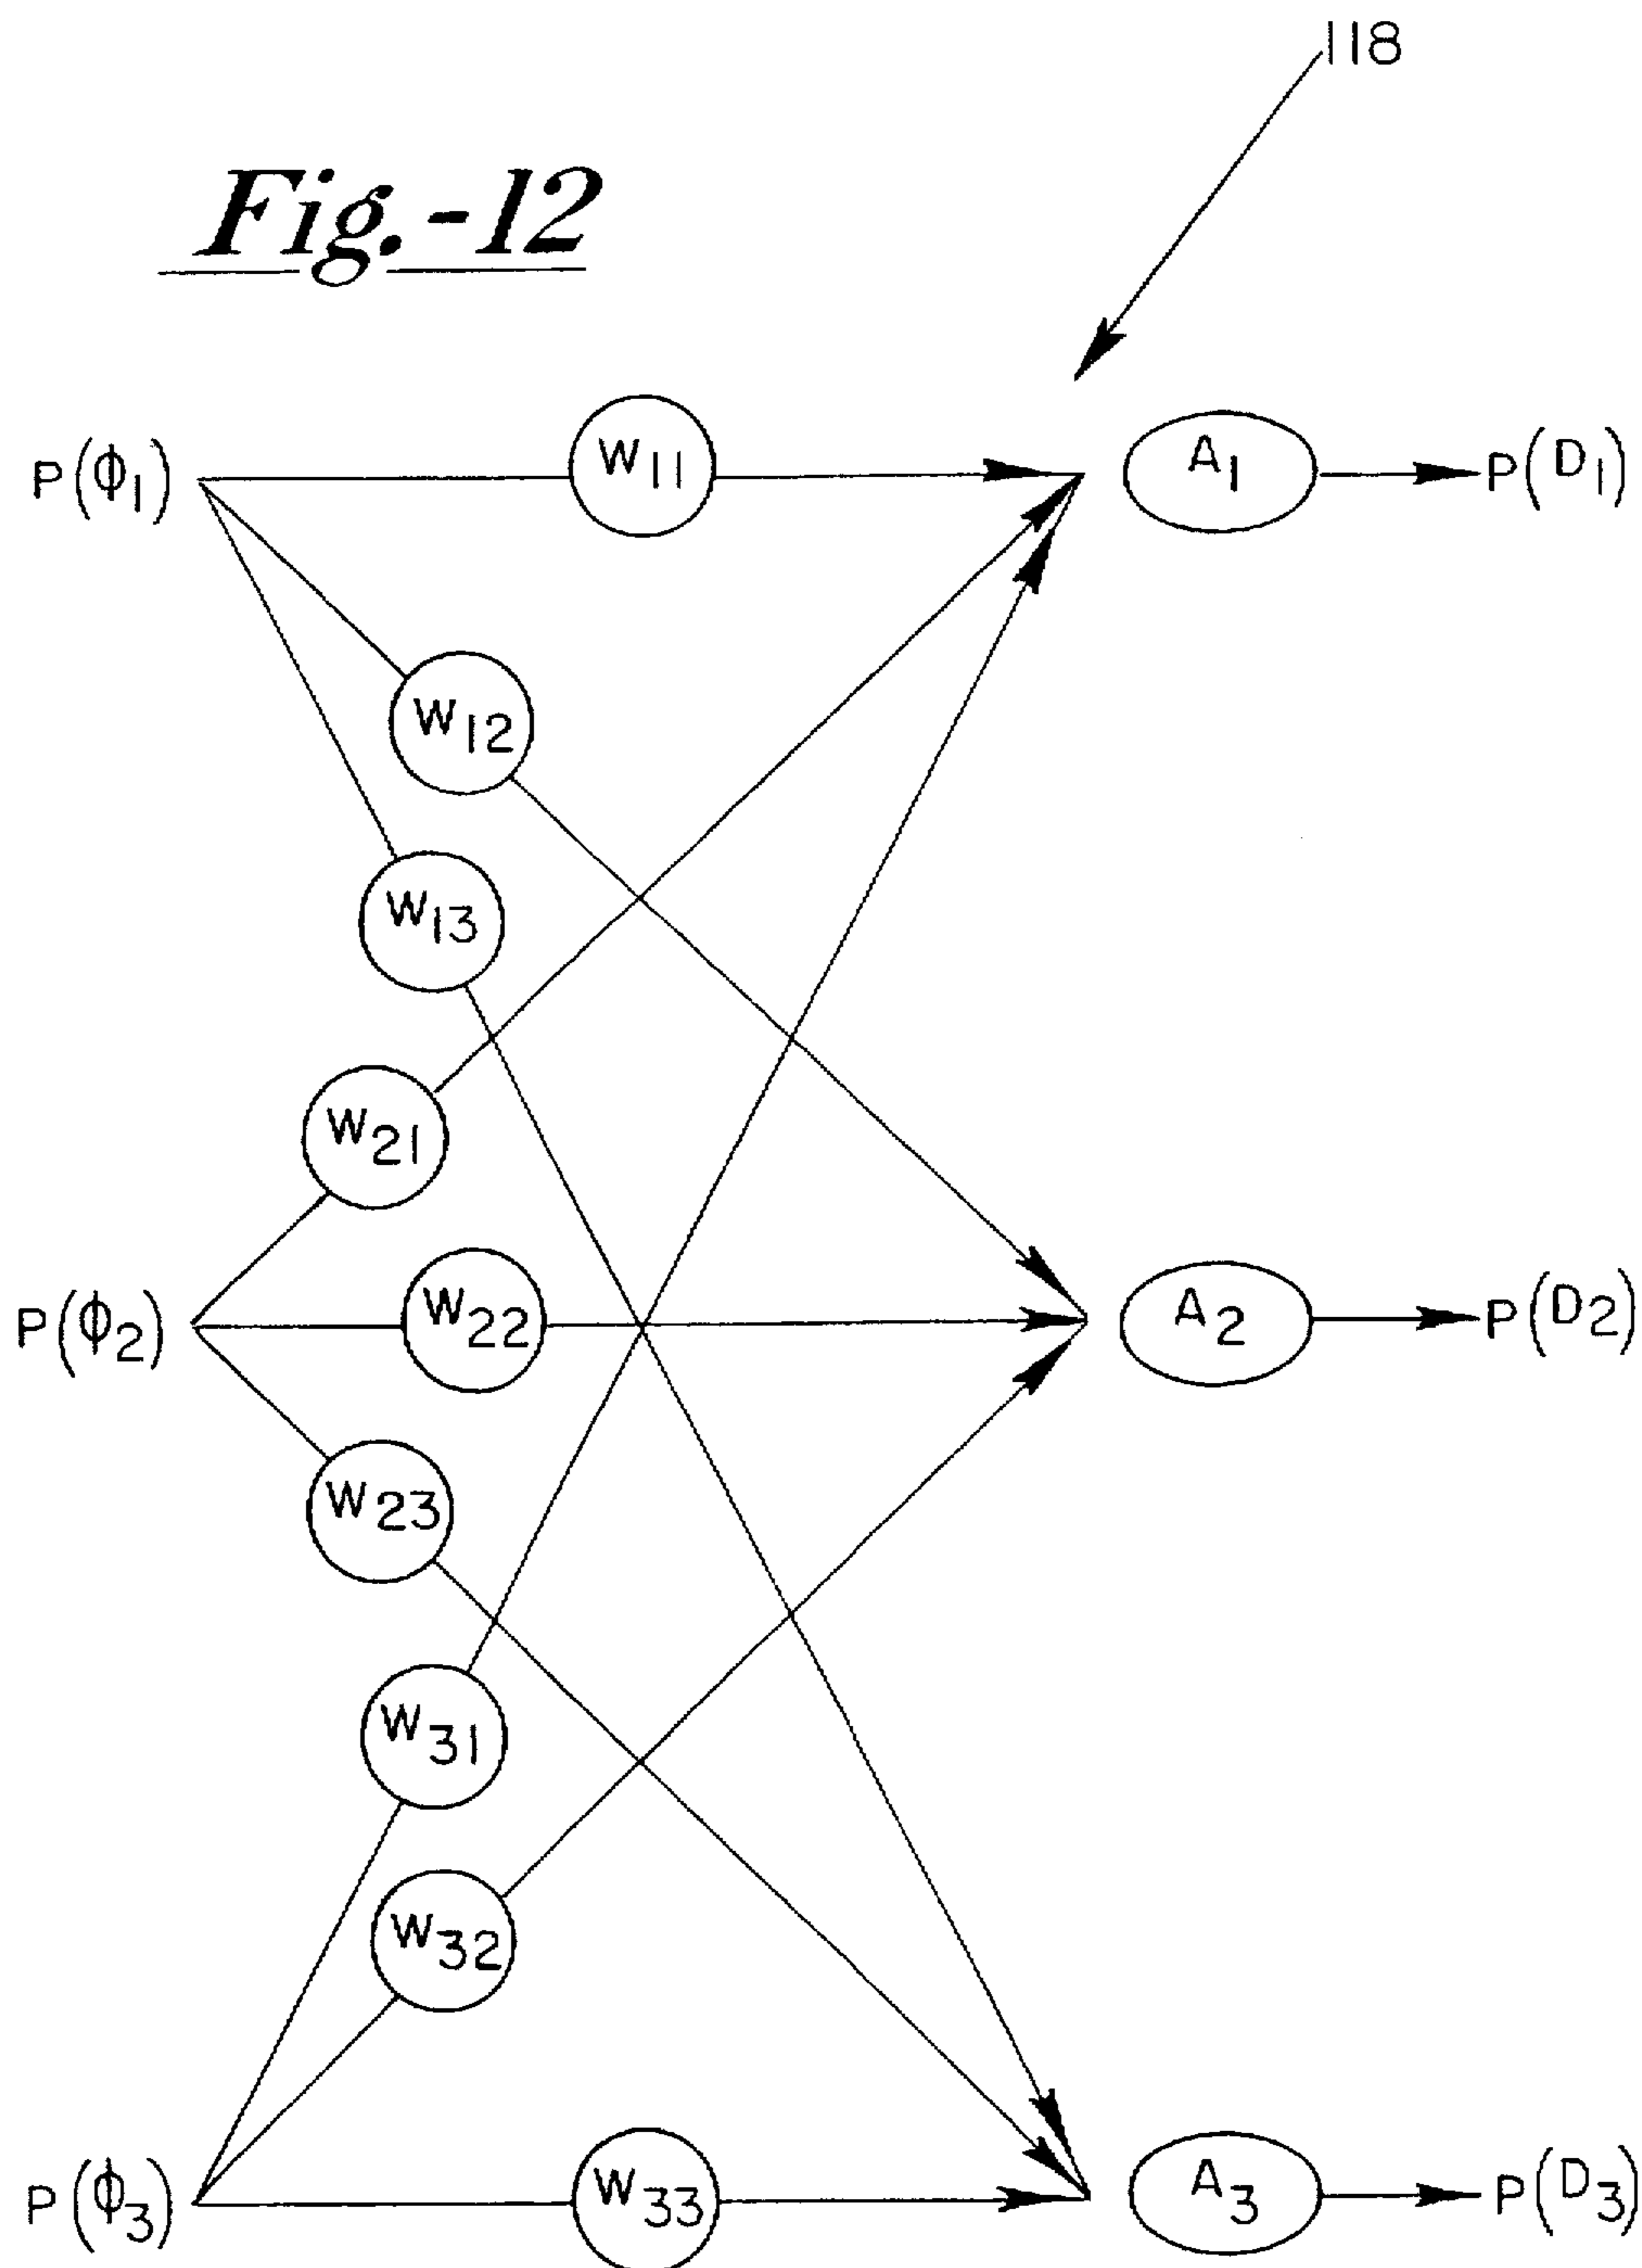 118
Fig.-12
P(ϕ1) W11 A1 P(D1)
W12
W13
W21
P(ϕ2) W22 A2 P(D2)
W23
W31
W32
P(ϕ3) W33 A3 P(D3)